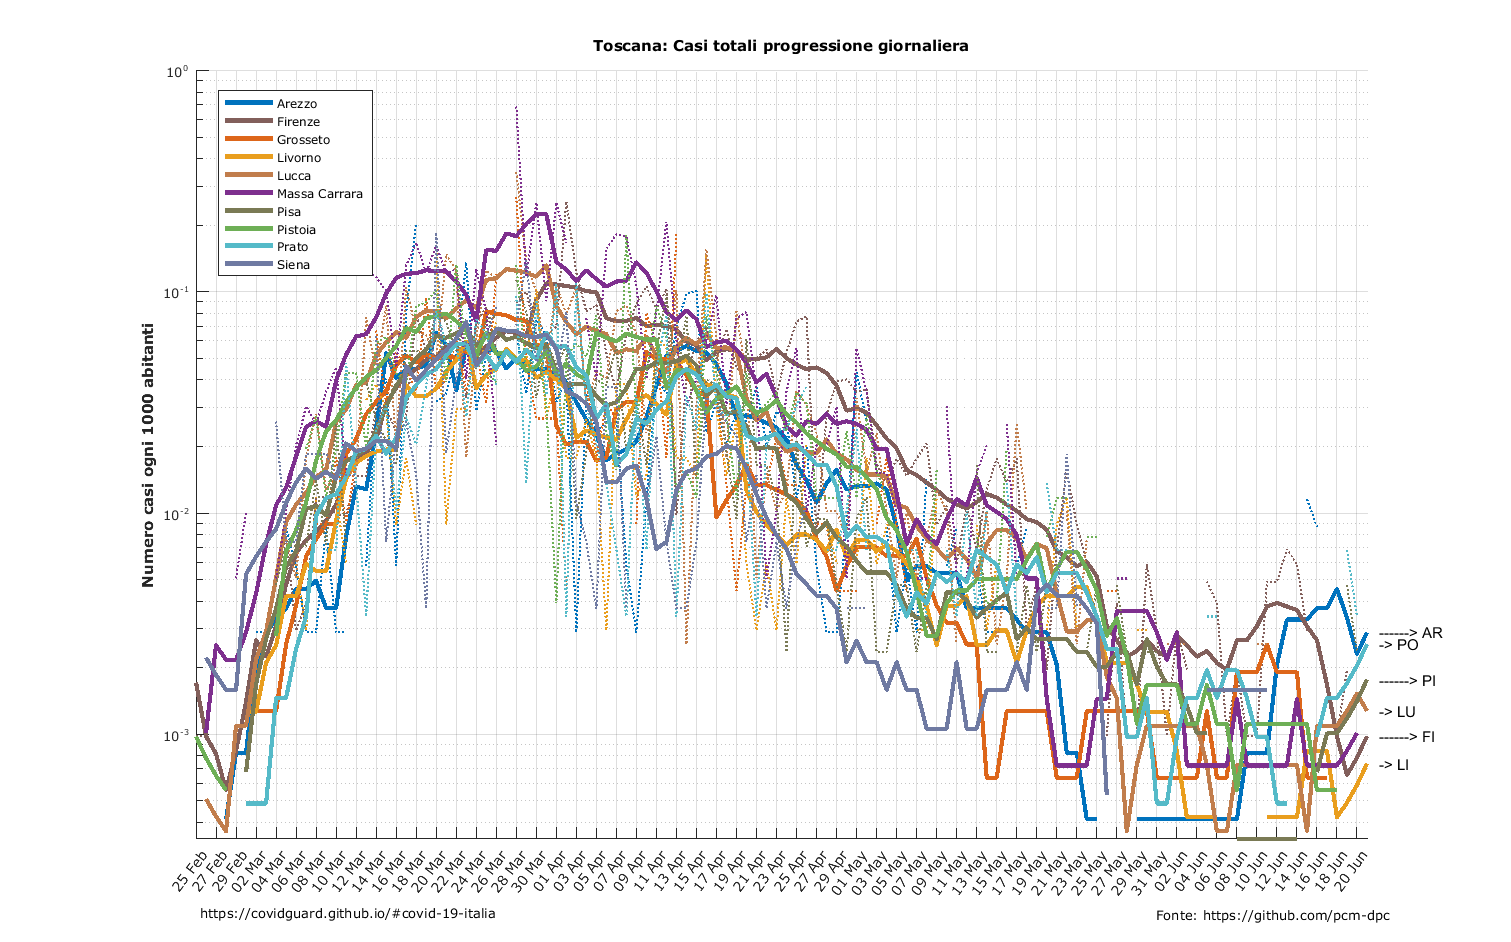 Toscana: Casi totali progressione giornaliera
Numero casi ogni 1000 abitanti
10⁰
10⁻¹
10⁻²
10⁻³
Arezzo
Firenze
Grosseto
Livorno
Lucca
Massa Carrara
Pisa
Pistoia
Prato
Siena
------> AR
-> PO
------> PI
-> LU
------> FI
-> LI
25 Feb
27 Feb
29 Feb
02 Mar
04 Mar
06 Mar
08 Mar
10 Mar
12 Mar
14 Mar
16 Mar
18 Mar
20 Mar
22 Mar
24 Mar
26 Mar
28 Mar
30 Mar
01 Apr
03 Apr
05 Apr
07 Apr
09 Apr
11 Apr
13 Apr
15 Apr
17 Apr
19 Apr
21 Apr
23 Apr
25 Apr
27 Apr
29 Apr
01 May
03 May
05 May
07 May
09 May
11 May
13 May
15 May
17 May
19 May
21 May
23 May
25 May
27 May
29 May
31 May
02 Jun
04 Jun
06 Jun
08 Jun
10 Jun
12 Jun
14 Jun
16 Jun
18 Jun
20 Jun
https://covidguard.github.io/#covid-19-italia
Fonte: https://github.com/pcm-dpc